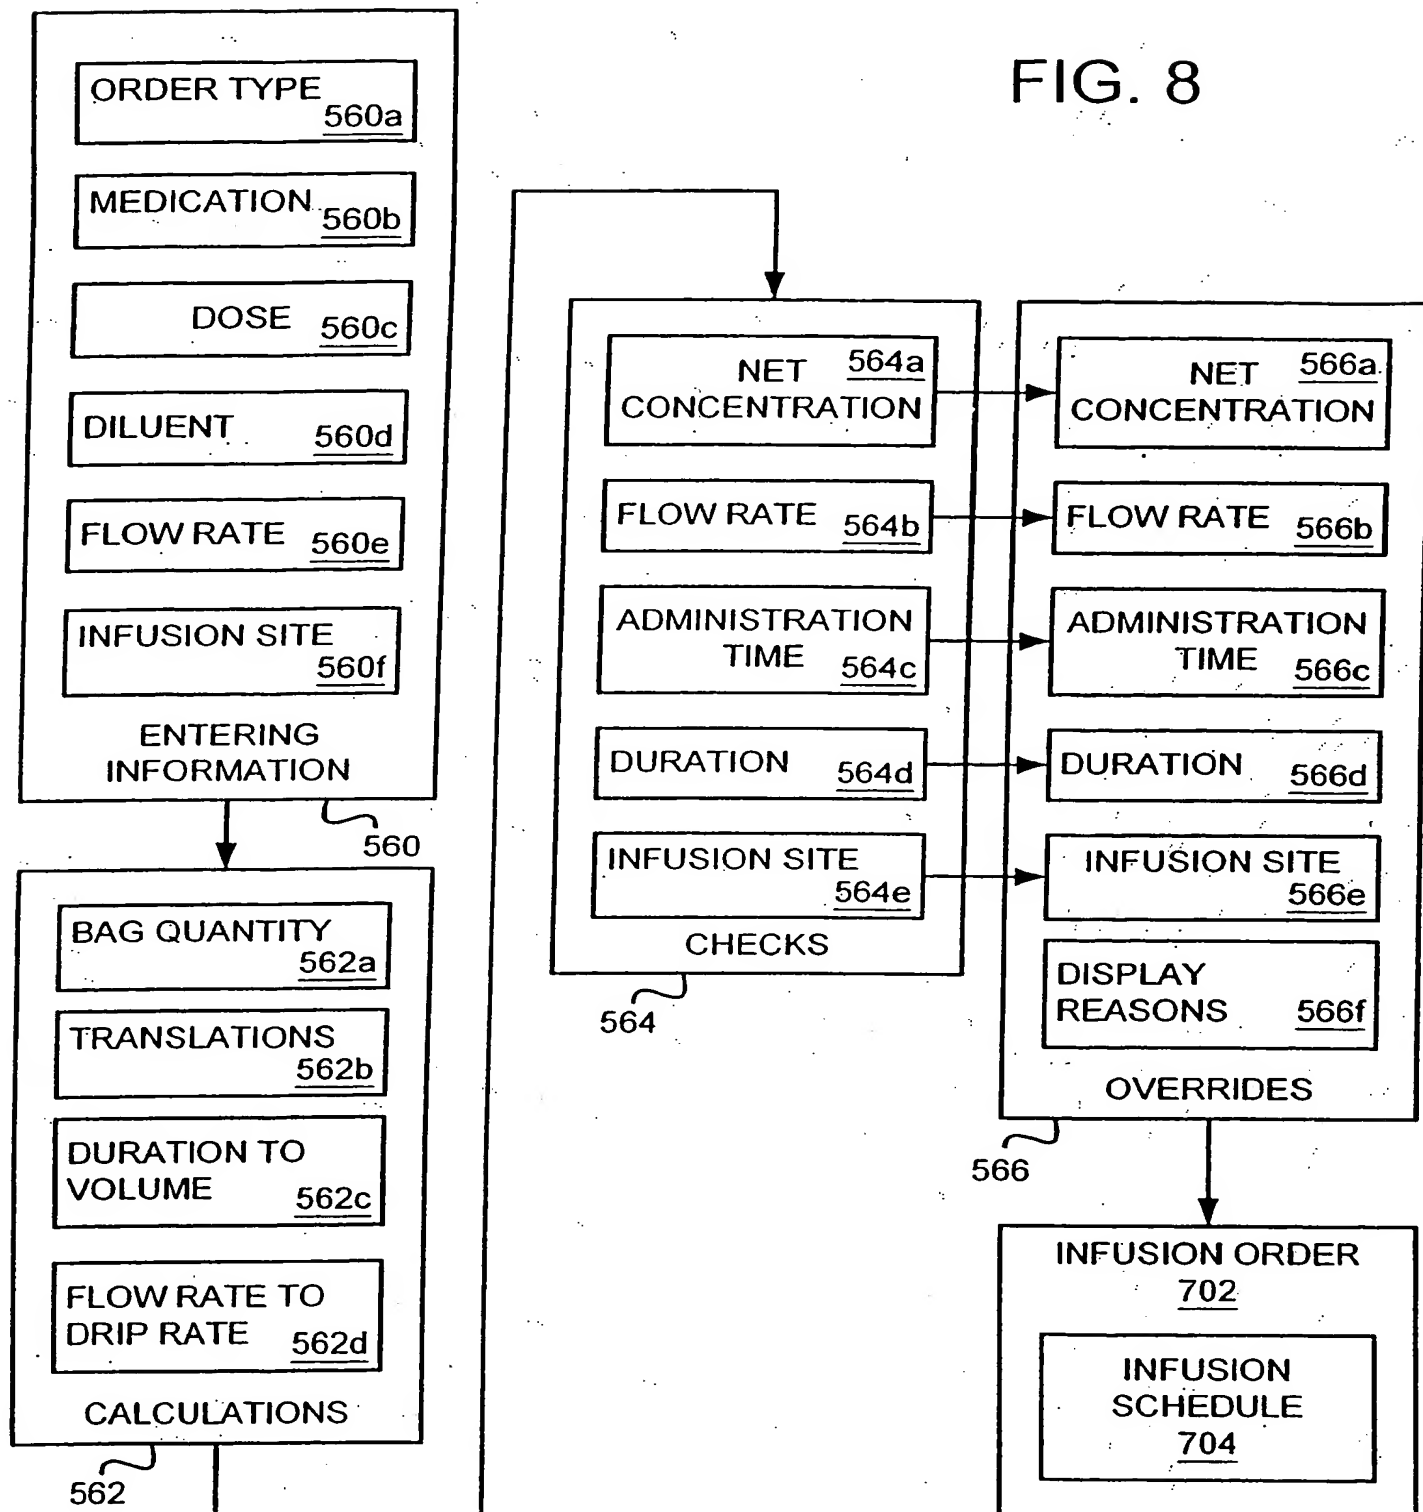 FIG. 8
ORDER TYPE
560a
MEDICATION
560b
DOSE 560c
DILUENT 560d
FLOW RATE 560e
INFUSION SITE
560f
ENTERING
INFORMATION
560
BAG QUANTITY
562a
TRANSLATIONS
562b
DURATION TO
VOLUME 562c
FLOW RATE TO
DRIP RATE 562d
CALCULATIONS
562
NET 564a
CONCENTRATION
FLOW RATE 564b
ADMINISTRATION
TIME 564c
DURATION 564d
INFUSION SITE
564e
CHECKS
564
NET 566a
CONCENTRATION
FLOW RATE 566b
ADMINISTRATION
TIME 566c
DURATION 566d
INFUSION SITE
566e
DISPLAY
REASONS 566f
OVERRIDES
566
INFUSION ORDER
702
INFUSION
SCHEDULE
704